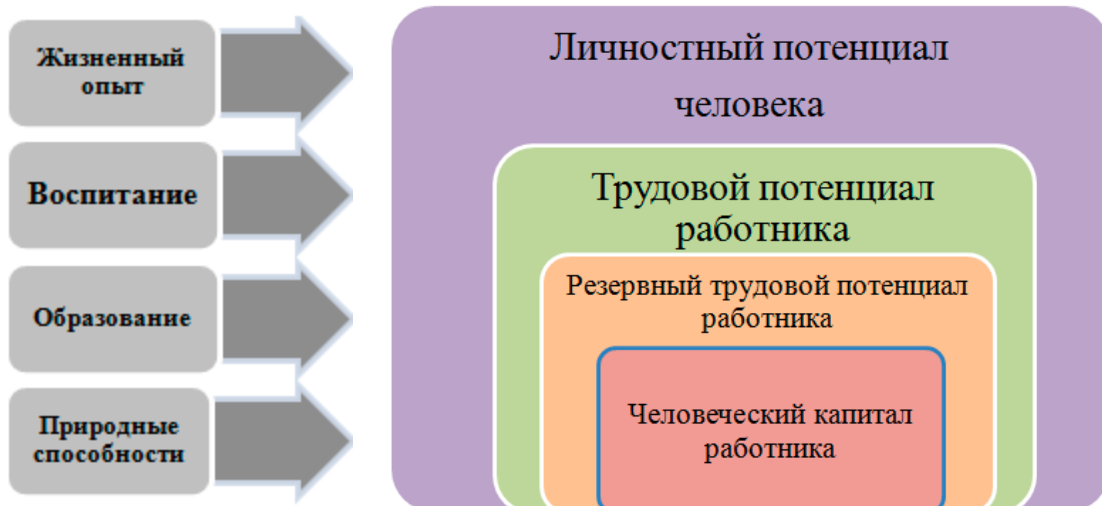 Жизненный
опыт
Воспитание
Образование
Природные
способности
Личностный потенциал
человека
Трудовой потенциал
работника
Резервный трудовой потенциал
работника
Человеческий капитал
работника